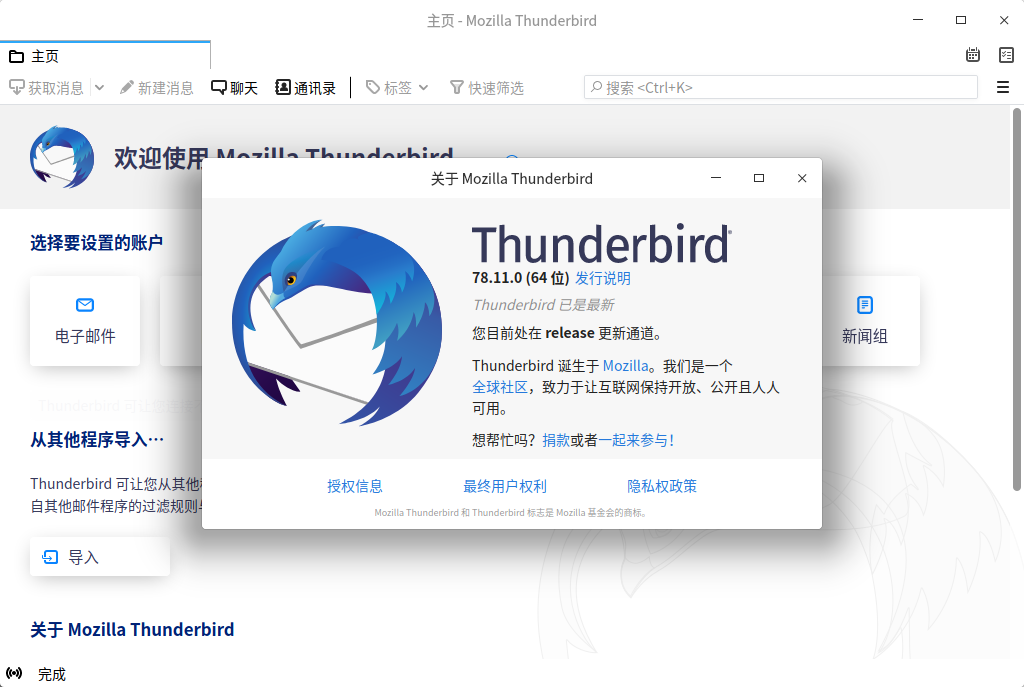 主页 - Mozilla Thunderbird
主页
获取消息 新建消息 聊天 通讯录 标签 快速筛选 搜索 <Ctrl+K>
欢迎使用 Mozilla Thunderbird
关于 Mozilla Thunderbird
Thunderbird
78.11.0 (64 位) 发行说明
Thunderbird 已是最新
您目前处在 release 更新通道。
Thunderbird 诞生于 Mozilla。我们是一个
全球社区，致力于让互联网保持开放、公开且人人
可用。
想帮忙吗？捐款或者一起来参与！
授权信息 最终用户权利 隐私权政策
Mozilla Thunderbird 和 Thunderbird 标志是 Mozilla 基金会的商标。
选择要设置的账户
电子邮件 新闻组
从其他程序导入…
Thunderbird 可让您从其他
自其他邮件程序的过滤规则
导入
关于 Mozilla Thunderbird
完成